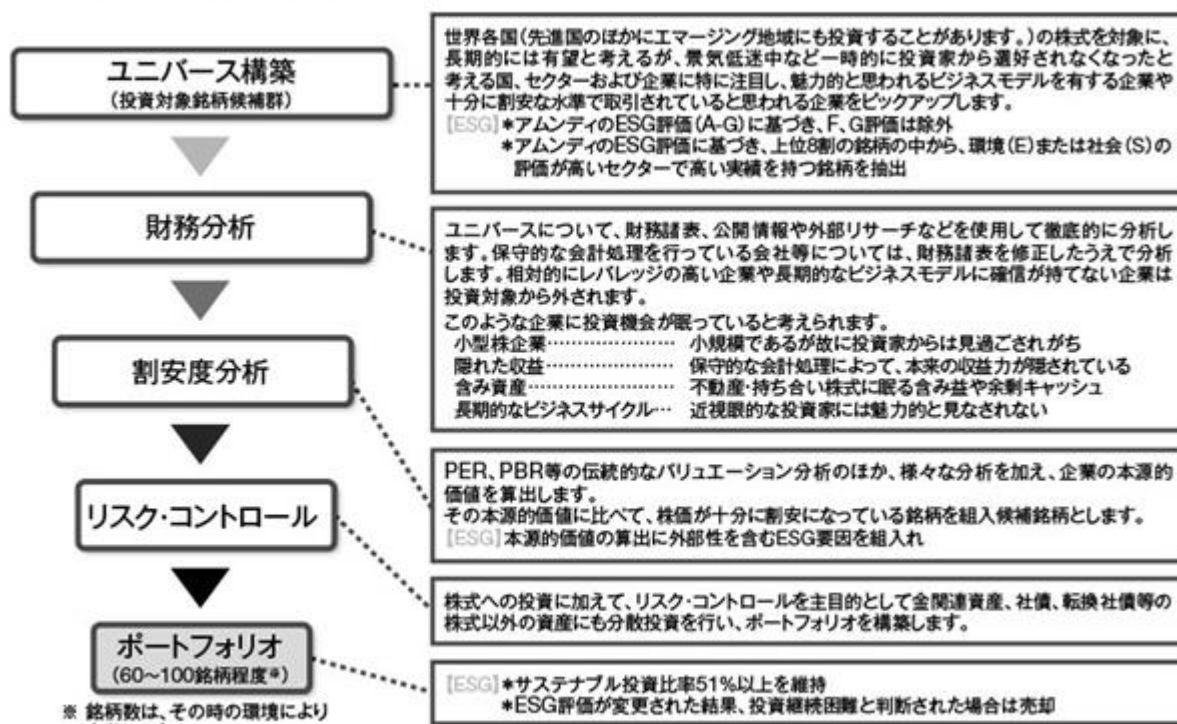 ユニバース構築
(投資対象銘柄候補群)
世界各国(先進国のほかにエマージング地域にも投資することがあります。)の株式を対象に、
長期的には有望と考えるが、景気低迷中など一時的に投資家から選好されなくなったと
考える国、セクターおよび企業に特に注目し、魅力的と思われるビジネスモデルを有する企業や
十分に割安な水準で取引されていると思われる企業をピックアップします。
[ESG]*アムンディのESG評価(A-G)に基づき、F、G評価は除外
*アムンディのESG評価に基づき、上位8割の銘柄の中から、環境(E)または社会(S)の
評価が高いセクターで高い実績を持つ銘柄を抽出
財務分析
ユニバースについて、財務諸表、公開情報や外部リサーチなどを使用して徹底的に分析し
ます。保守的な会計処理を行っている会社等については、財務諸表を修正したうえで分析
します。相対的にレバレッジの高い企業や長期的なビジネスモデルに確信が持てない企業は
投資対象から外されます。
このような企業に投資機会が眠っていると考えられます。
小型株企業…………………… 小規模であるが故に投資家からは見過ごされがち
隠れた収益…………………… 保守的な会計処理によって、本来の収益力が隠されている
含み資産……………………… 不動産・持ち合い株式に眠る含み益や余剰キャッシュ
長期的なビジネスサイクル… 近視眼的な投資家には魅力的と見なされない
割安度分析
PER、PBR等の伝統的なバリュエーション分析のほか、様々な分析を加え、企業の本源的
価値を算出します。
その本源的価値に比べて、株価が十分に割安になっている銘柄を組入候補銘柄とします。
[ESG]本源的価値の算出に外部性を含むESG要因を組入れ
リスク・コントロール
株式への投資に加えて、リスク・コントロールを主目的として金関連資産、社債、転換社債等の
株式以外の資産にも分散投資を行い、ポートフォリオを構築します。
ポートフォリオ
(60~100銘柄程度※)
[ESG]*サステナブル投資比率51%以上を維持
*ESG評価が変更された結果、投資継続困難と判断された場合は売却
※ 銘柄数は、その時の環境により